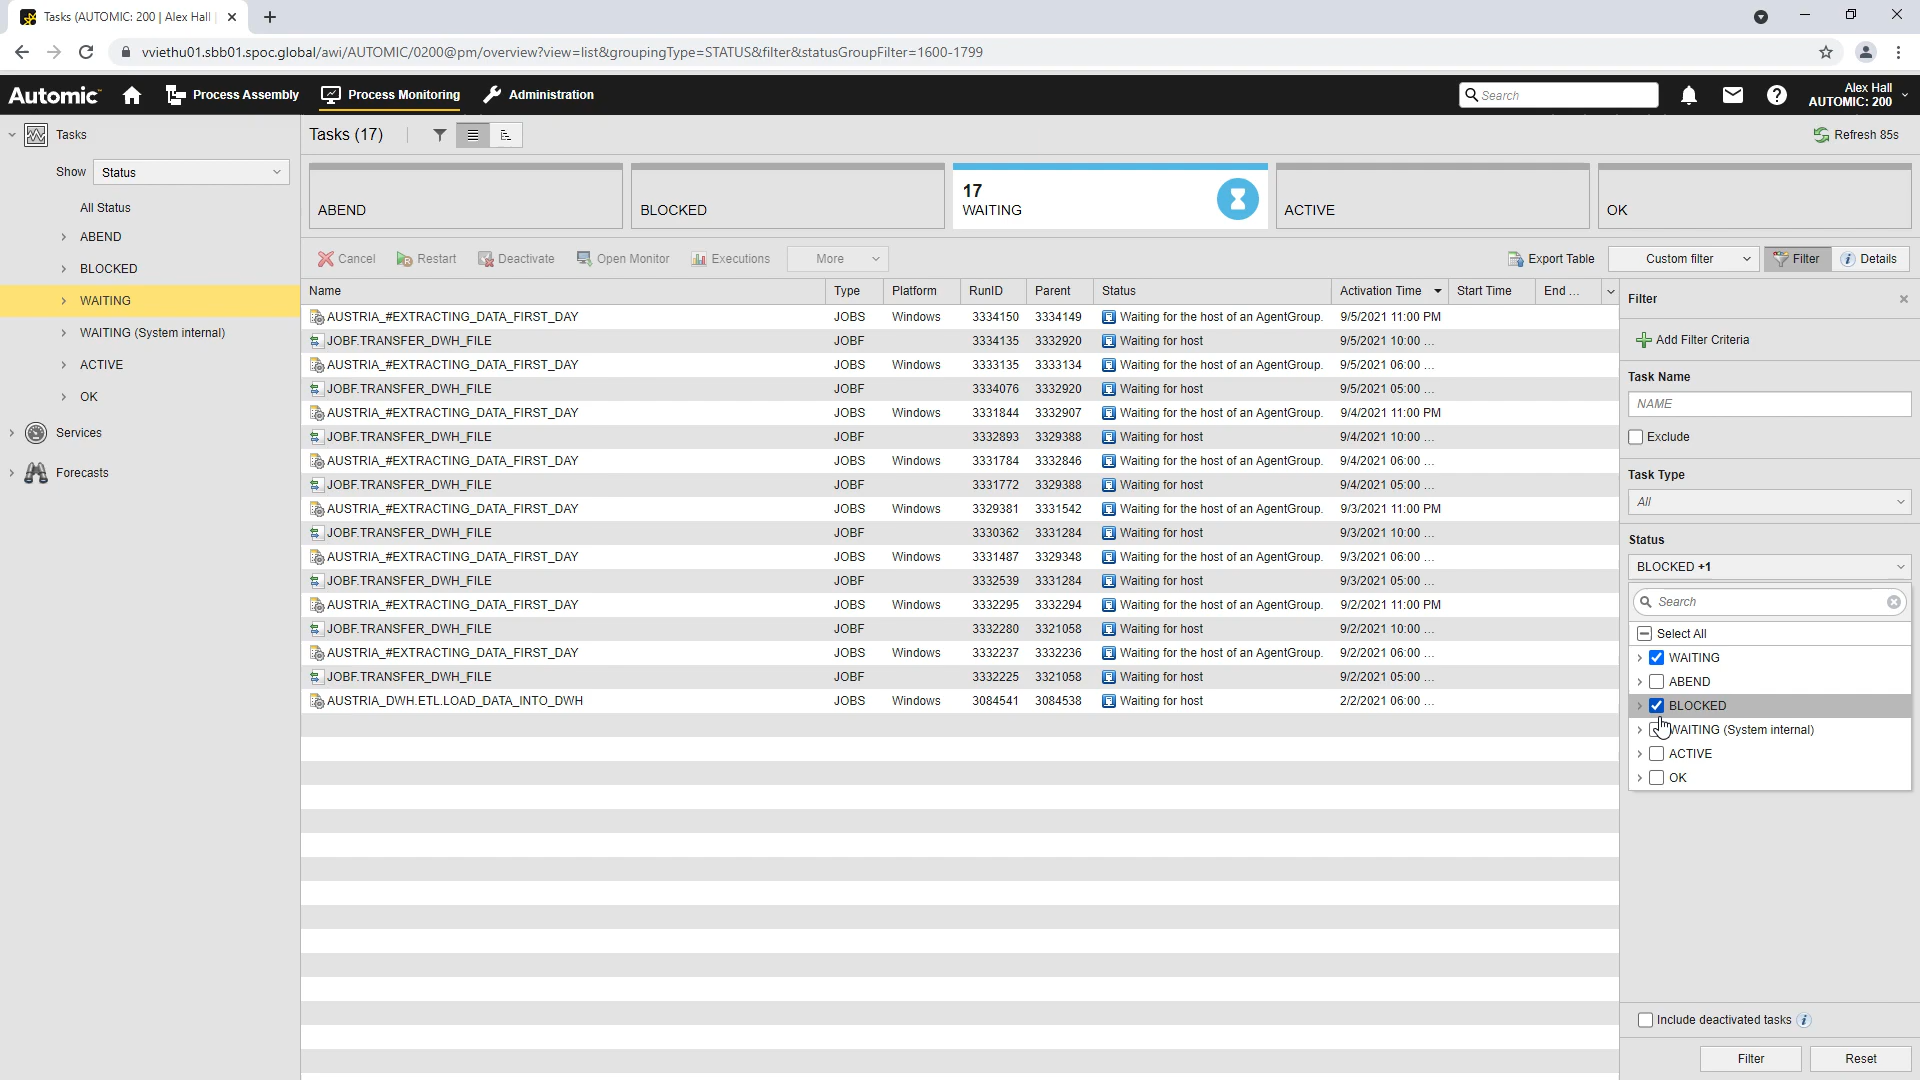 Tasks (AUTOMIC: 200 | Alex Hall
vviethu01.sbb01.spoc.global/awi/AUTOMIC/0200@pm/overview?view=list&groupingType=STATUS&filter&statusGroupFilter=1600-1799
Automic Process Assembly Process Monitoring Administration Search Alex Hall
AUTOMIC: 200
Tasks
Show Status
All Status
ABEND
BLOCKED
WAITING
WAITING (System internal)
ACTIVE
OK
Services
Forecasts
Tasks (17) Refresh 85s
ABEND BLOCKED 17 WAITING ACTIVE OK
Cancel Restart Deactivate Open Monitor Executions More Export Table Custom filter Filter Details
Name Type Platform RunID Parent Status Activation Time Start Time End ...
AUSTRIA_#EXTRACTING_DATA_FIRST_DAY JOBS Windows 3334150 3334149 Waiting for the host of an AgentGroup. 9/5/2021 11:00 PM
JOBF.TRANSFER_DWH_FILE JOBF 3334135 3332920 Waiting for host 9/5/2021 10:00 ...
AUSTRIA_#EXTRACTING_DATA_FIRST_DAY JOBS Windows 3333135 3333134 Waiting for the host of an AgentGroup. 9/5/2021 06:00 ...
JOBF.TRANSFER_DWH_FILE JOBF 3334076 3332920 Waiting for host 9/5/2021 05:00 ...
AUSTRIA_#EXTRACTING_DATA_FIRST_DAY JOBS Windows 3331844 3332907 Waiting for the host of an AgentGroup. 9/4/2021 11:00 PM
JOBF.TRANSFER_DWH_FILE JOBF 3332893 3329388 Waiting for host 9/4/2021 10:00 ...
AUSTRIA_#EXTRACTING_DATA_FIRST_DAY JOBS Windows 3331784 3332846 Waiting for the host of an AgentGroup. 9/4/2021 06:00 ...
JOBF.TRANSFER_DWH_FILE JOBF 3331772 3329388 Waiting for host 9/4/2021 05:00 ...
AUSTRIA_#EXTRACTING_DATA_FIRST_DAY JOBS Windows 3329381 3331542 Waiting for the host of an AgentGroup. 9/3/2021 11:00 PM
JOBF.TRANSFER_DWH_FILE JOBF 3330362 3331284 Waiting for host 9/3/2021 10:00 ...
AUSTRIA_#EXTRACTING_DATA_FIRST_DAY JOBS Windows 3331487 3329348 Waiting for the host of an AgentGroup. 9/3/2021 06:00 ...
JOBF.TRANSFER_DWH_FILE JOBF 3332539 3331284 Waiting for host 9/3/2021 05:00 ...
AUSTRIA_#EXTRACTING_DATA_FIRST_DAY JOBS Windows 3332295 3332294 Waiting for the host of an AgentGroup. 9/2/2021 11:00 PM
JOBF.TRANSFER_DWH_FILE JOBF 3332280 3321058 Waiting for host 9/2/2021 10:00 ...
AUSTRIA_#EXTRACTING_DATA_FIRST_DAY JOBS Windows 3332237 3332236 Waiting for the host of an AgentGroup. 9/2/2021 06:00 ...
JOBF.TRANSFER_DWH_FILE JOBF 3332225 3321058 Waiting for host 9/2/2021 05:00 ...
AUSTRIA_DWH.ETL.LOAD_DATA_INTO_DWH JOBS Windows 3084541 3084538 Waiting for host 2/2/2021 06:00 ...
Filter
Add Filter Criteria
Task Name
NAME
Exclude
Task Type
All
Status
BLOCKED +1
Search
Select All
WAITING
ABEND
BLOCKED
WAITING (System internal)
ACTIVE
OK
Include deactivated tasks
Filter Reset